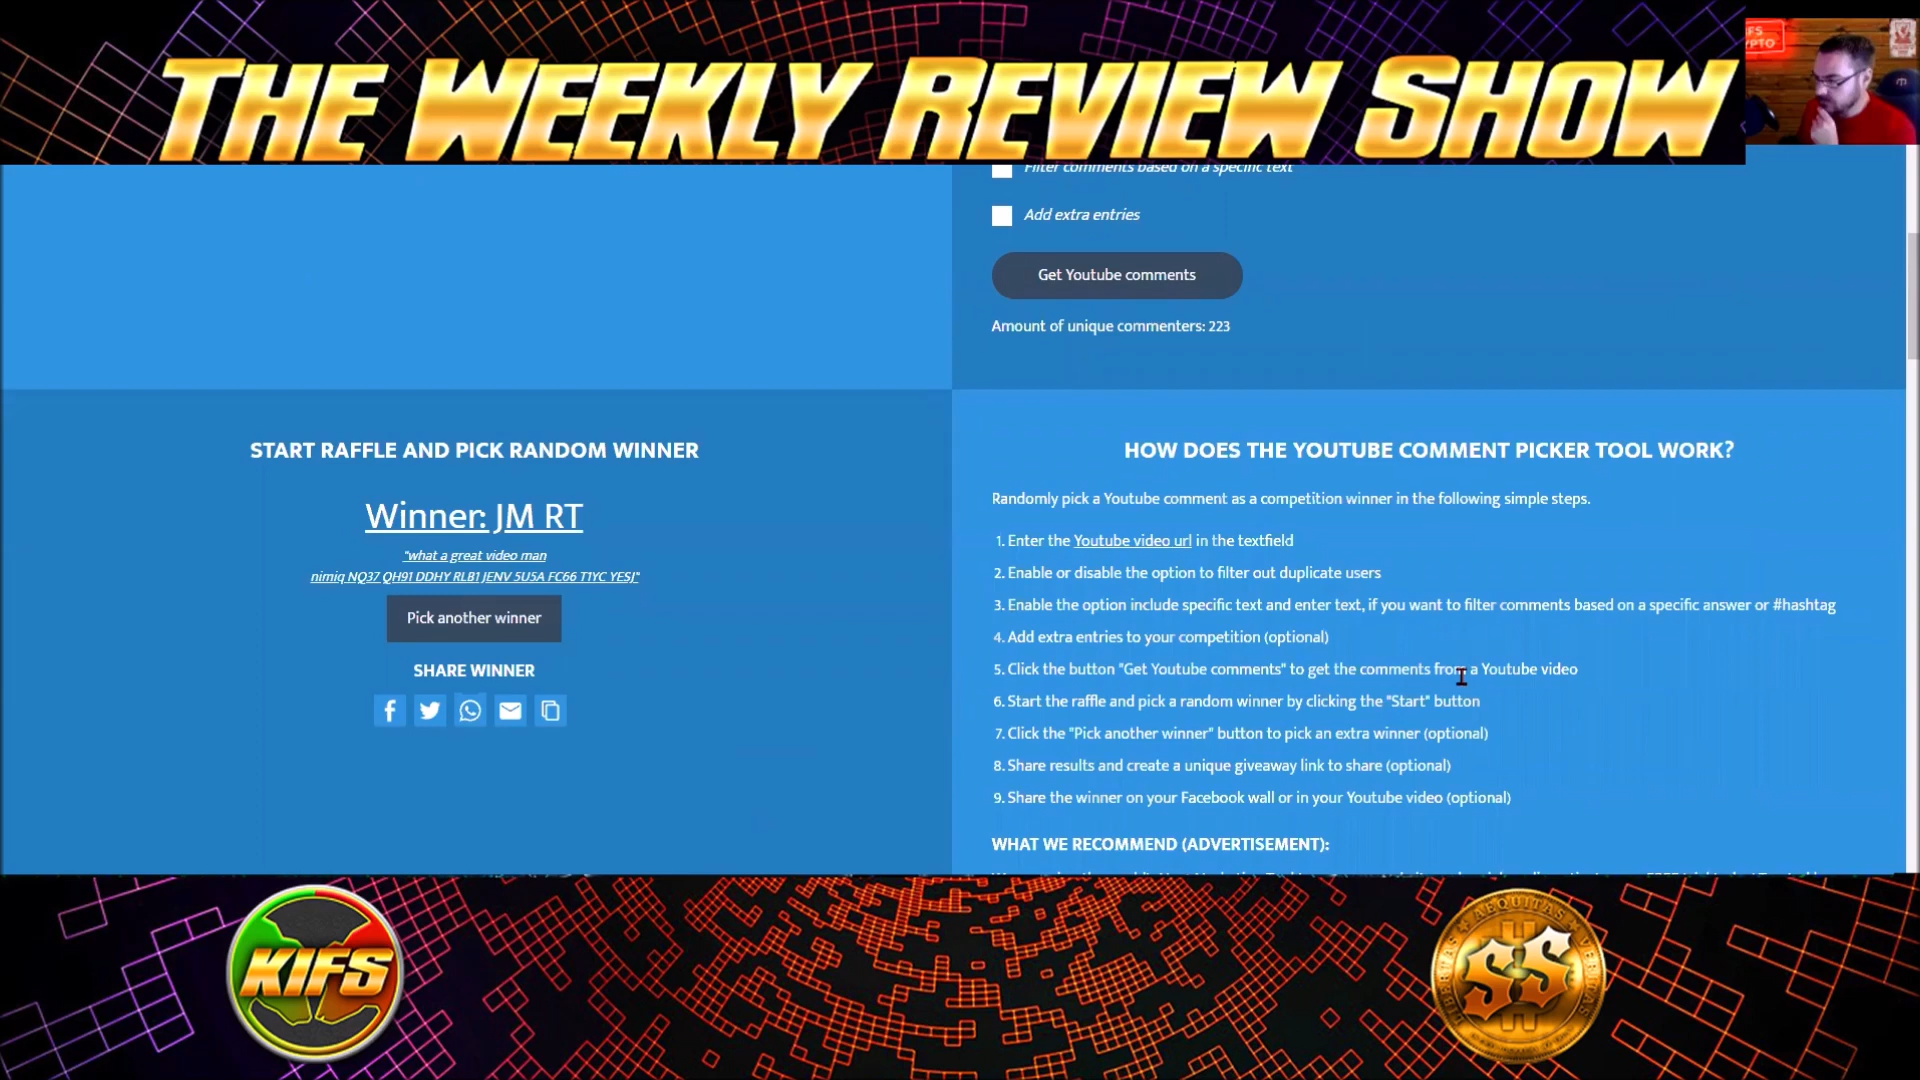 THE WEEKLY REVIEW SHOW
Filter comments based on a specific text
Add extra entries
Get Youtube comments
Amount of unique commenters: 223
START RAFFLE AND PICK RANDOM WINNER
Winner: JM RT
"what a great video man
nimiq NQ37 QH91 DDHY RLB1 JENV 5U5A FC66 T1YC YESJ"
Pick another winner
SHARE WINNER
HOW DOES THE YOUTUBE COMMENT PICKER TOOL WORK?
Randomly pick a Youtube comment as a competition winner in the following simple steps.
1. Enter the Youtube video url in the textfield
2. Enable or disable the option to filter out duplicate users
3. Enable the option include specific text and enter text, if you want to filter comments based on a specific answer or #hashtag
4. Add extra entries to your competition (optional)
5. Click the button "Get Youtube comments" to get the comments from a Youtube video
6. Start the raffle and pick a random winner by clicking the "Start" button
7. Click the "Pick another winner" button to pick an extra winner (optional)
8. Share results and create a unique giveaway link to share (optional)
9. Share the winner on your Facebook wall or in your Youtube video (optional)
WHAT WE RECOMMEND (ADVERTISEMENT):
KIFS
AEQUITAS
LIBERTAS
VERITAS
SS